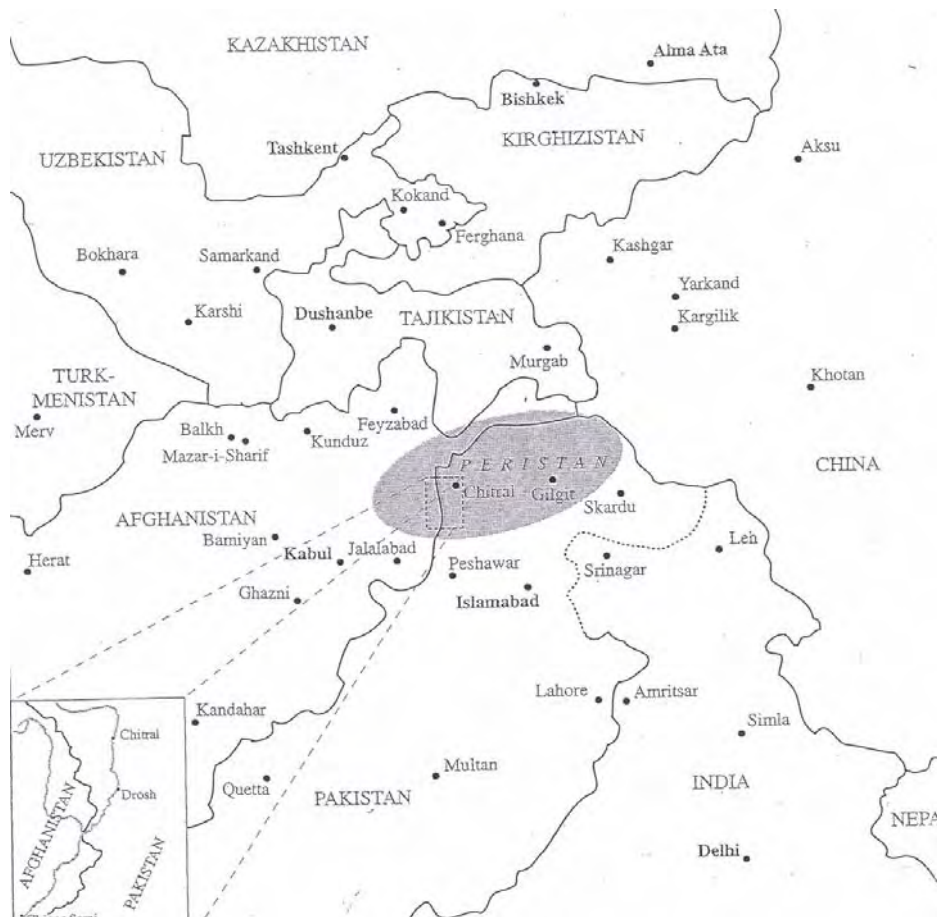 KAZAKHSTAN
Alma Ata
Bishkek
KIRGHIZISTAN
Tashkent
UZBEKISTAN
Aksu
Kokand
Ferghana
Kashgar
Bokhara
Samarkand
Yarkand
Kargilik
Karshi
Dushanbe
TAJIKISTAN
Murgab
Khotan
TURK-
MENISTAN
Merv
Balkh
Mazar-i-Sharif
Kunduz
Feyzabad
PERISTAN
Chitral
Gilgit
Skardu
CHINA
AFGHANISTAN
Bamiyan
Kabul
Jalalabad
Herat
Ghazni
Peshawar
Islamabad
Srinagar
Leh
Lahore
Amritsar
Kandahar
Simla
Quetta
Multan
PAKISTAN
INDIA
NEPA
Delhi
Chitral
Drosh
AFGHANISTAN
PAKISTAN